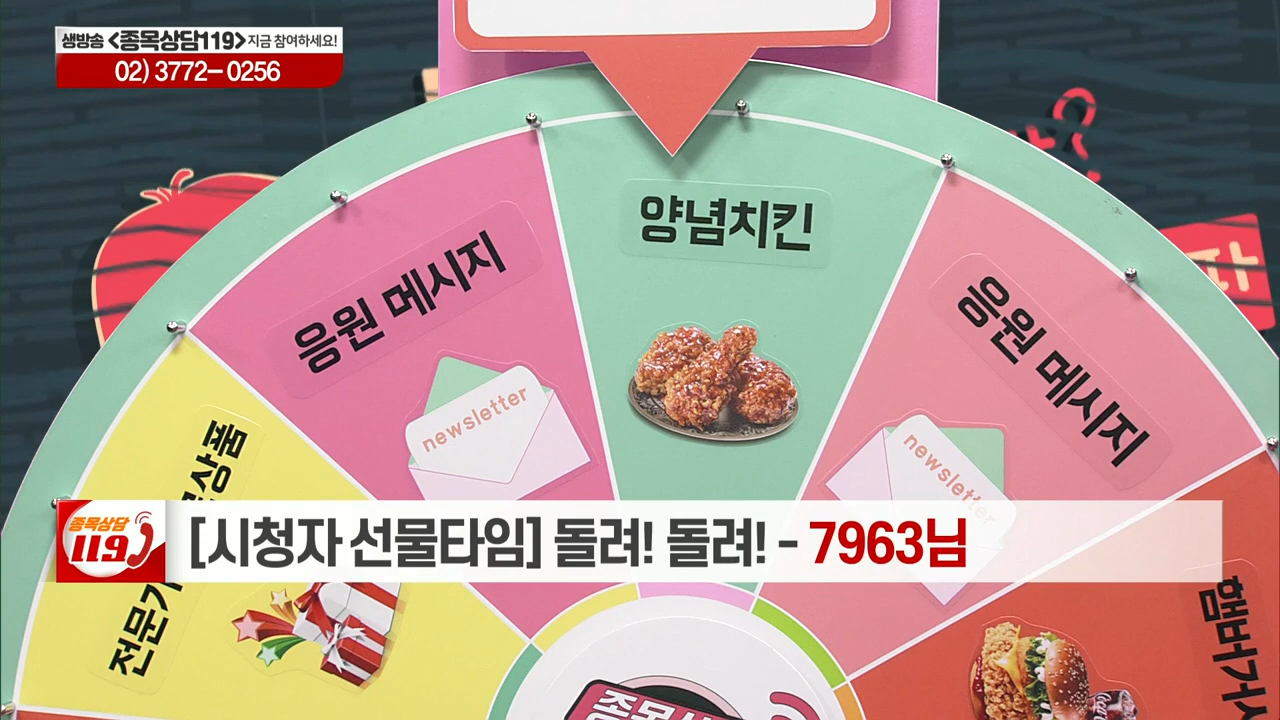 생방송 <종목상담119> 지금 참여하세요!
02) 3772-0256
양념치킨
응원 메시지
newsletter
응원 메시지
newsletter
종목상담
119
[시청자 선물타임] 돌려! 돌려! - 7963님